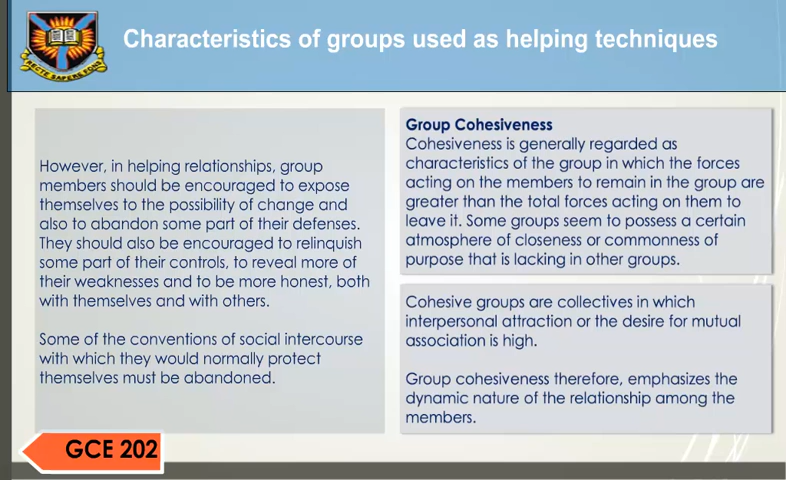 Characteristics of groups used as helping techniques
RECTE SAPERE FONS
However, in helping relationships, group
members should be encouraged to expose
themselves to the possibility of change and
also to abandon some part of their defenses.
They should also be encouraged to relinquish
some part of their controls, to reveal more of
their weaknesses and to be more honest, both
with themselves and with others.
Some of the conventions of social intercourse
with which they would normally protect
themselves must be abandoned.
Group Cohesiveness
Cohesiveness is generally regarded as
characteristics of the group in which the forces
acting on the members to remain in the group are
greater than the total forces acting on them to
leave it. Some groups seem to possess a certain
atmosphere of closeness or commonness of
purpose that is lacking in other groups.
Cohesive groups are collectives in which
interpersonal attraction or the desire for mutual
association is high.
Group cohesiveness therefore, emphasizes the
dynamic nature of the relationship among the
members.
GCE 202